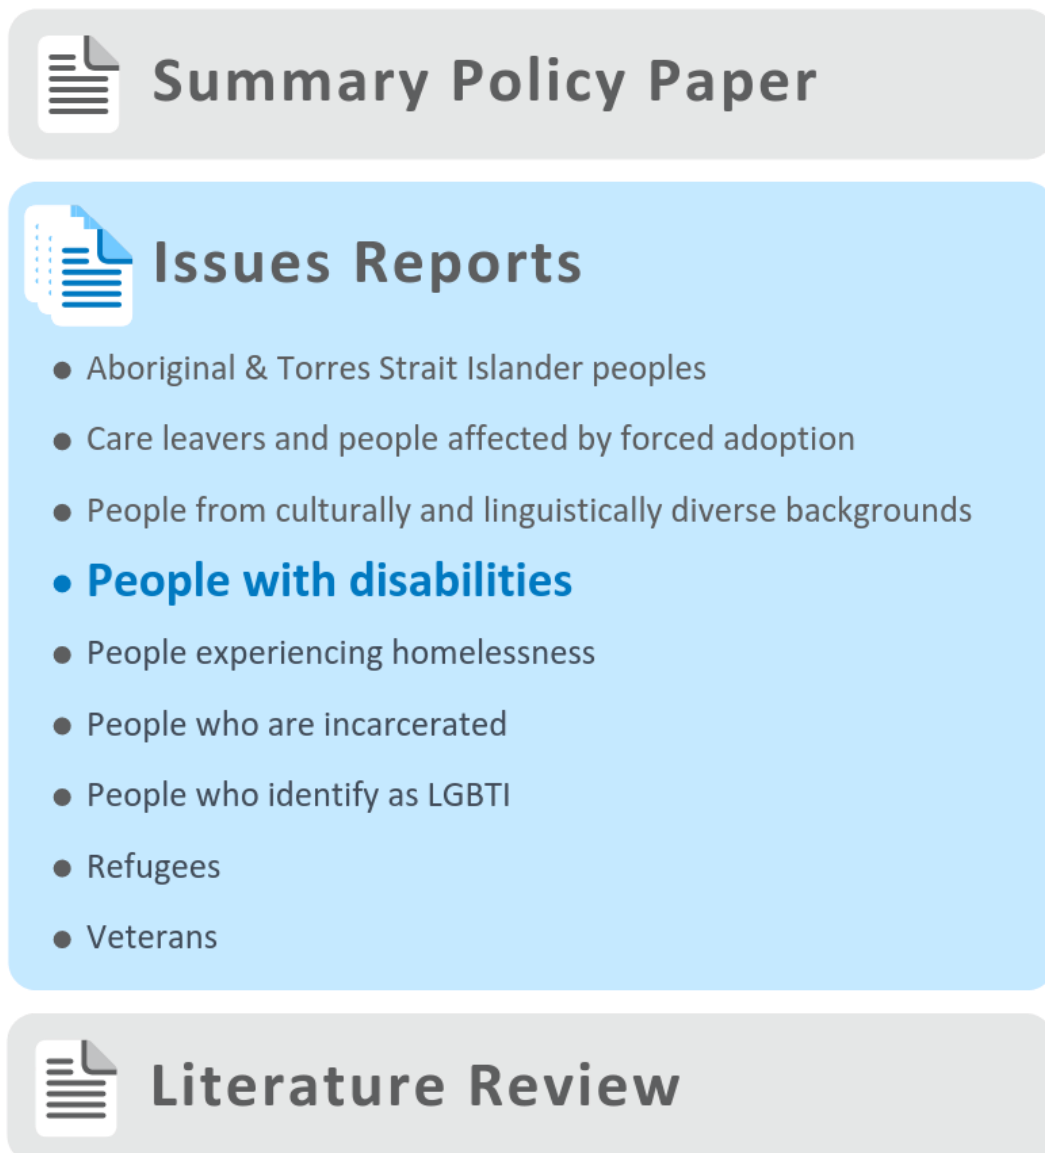 Summary Policy Paper
Issues Reports
• Aboriginal & Torres Strait Islander peoples
• Care leavers and people affected by forced adoption
• People from culturally and linguistically diverse backgrounds
• People with disabilities
• People experiencing homelessness
• People who are incarcerated
• People who identify as LGBTI
• Refugees
• Veterans
Literature Review